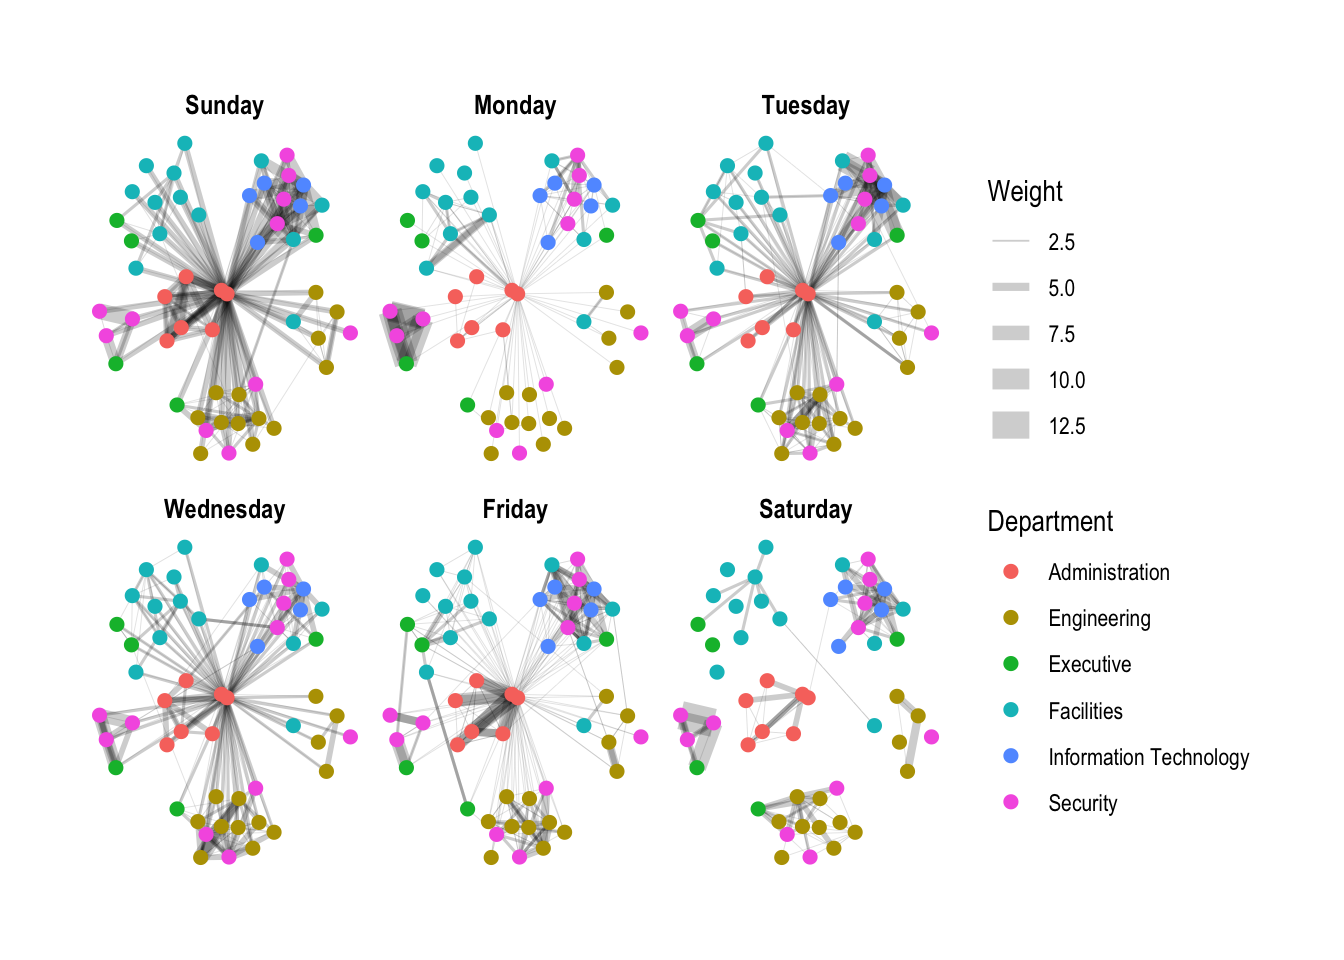 Sunday
Monday
Tuesday
Wednesday
Friday
Saturday
Weight
2.5
5.0
7.5
10.0
12.5
Department
Administration
Engineering
Executive
Facilities
Information Technology
Security